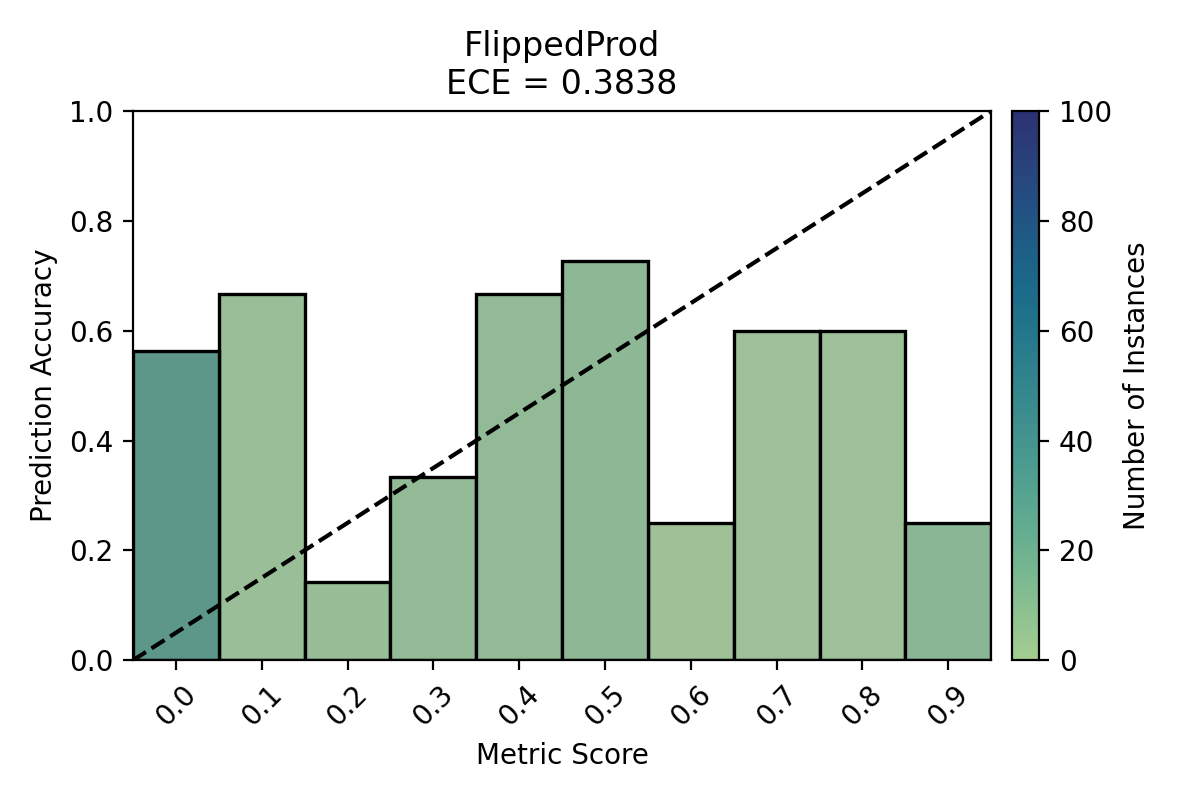 FlippedProd
ECE = 0.3838
1.0
0.8
0.6
0.4
0.2
0.0
Prediction Accuracy
0.0 0.1 0.2 0.3 0.4 0.5 0.6 0.7 0.8 0.9
Metric Score
100
80
60
40
20
0
Number of Instances